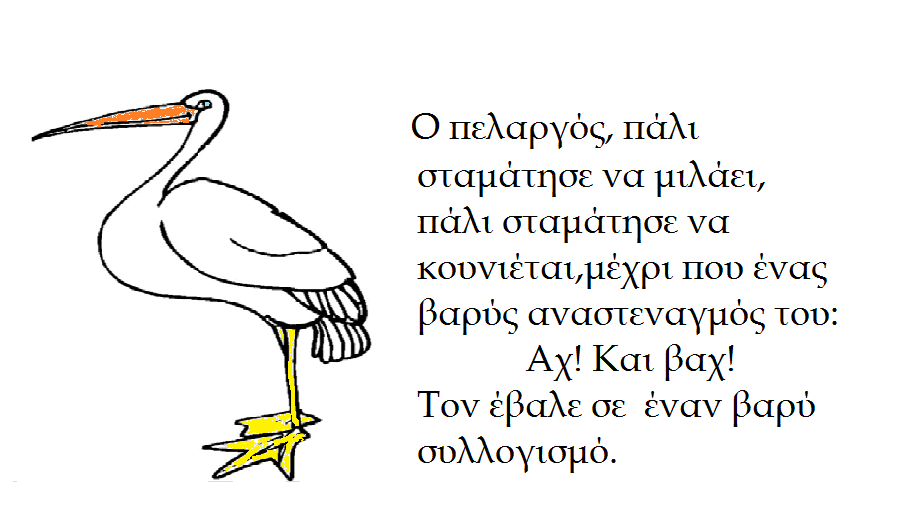 Ο πελαργός, πάλι
σταμάτησε να μιλάει,
πάλι σταμάτησε να
κουνιέται,μέχρι που ένας
βαρύς αναστεναγμός του:
Αχ! Και βαχ!
Τον έβαλε σε έναν βαρύ
συλλογισμό.